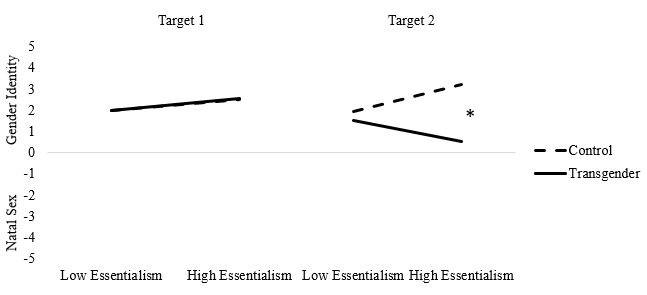 Target 1
Target 2
5
4
3
2
1
0
-1
-2
-3
-4
-5
Gender Identity
Natal Sex
*
Control
Transgender
Low Essentialism
High Essentialism
Low Essentialism
High Essentialism